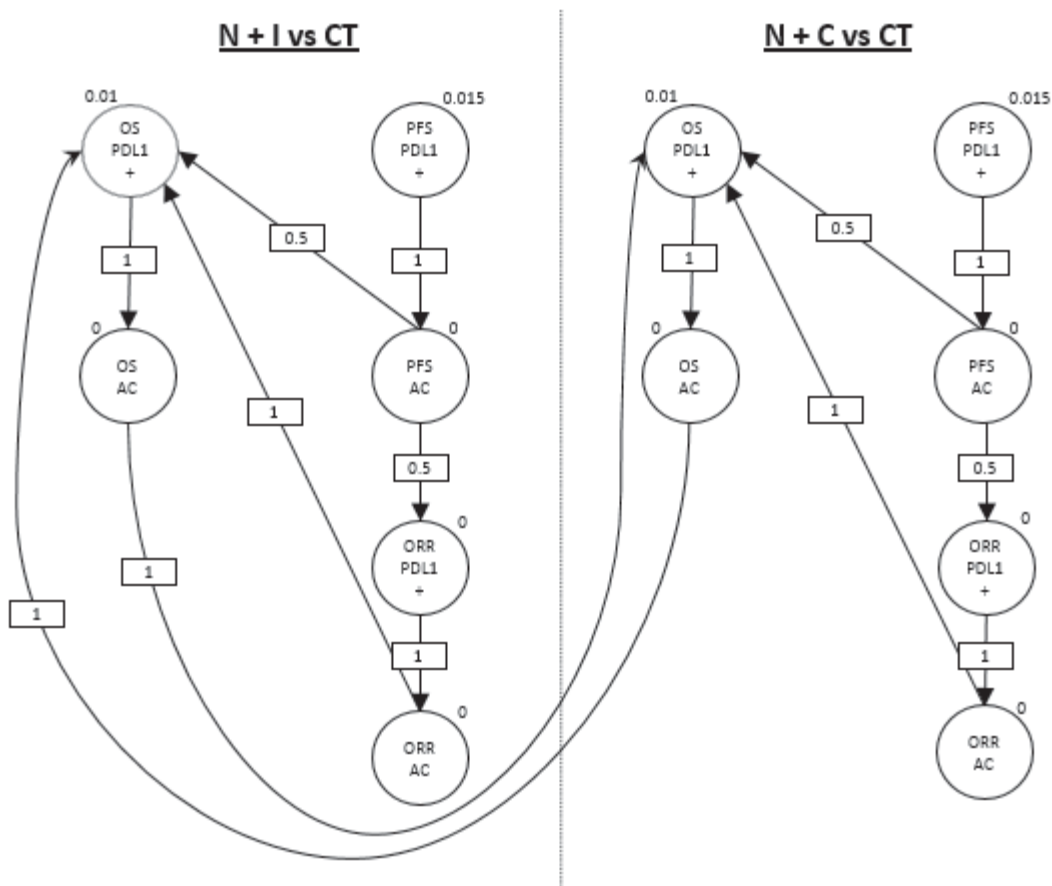 N + I vs CT
0.01
OS
PDL1
+
0.015
PFS
PDL1
+
0.5
1
1
0
OS
AC
0
PFS
AC
1
0.5
0
ORR
PDL1
+
1
1
1
0
ORR
AC
N + C vs CT
0.01
OS
PDL1
+
0.015
PFS
PDL1
+
0.5
1
1
0
OS
AC
0
PFS
AC
1
0.5
0
ORR
PDL1
+
1
0
ORR
AC